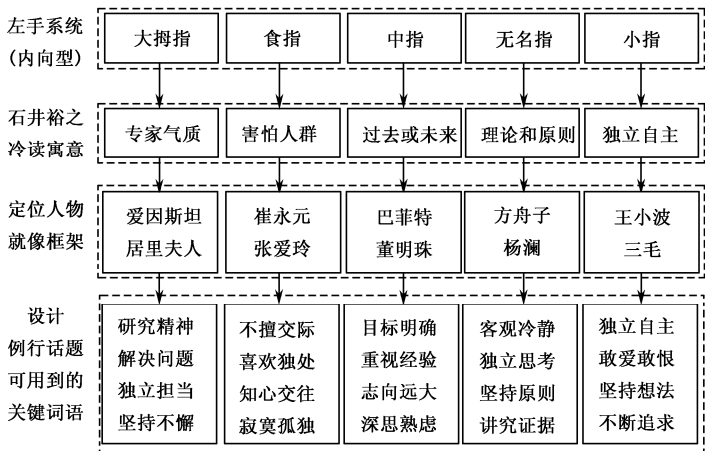 左手系统
(内向型)
大拇指
食指
中指
无名指
小指
石井裕之
冷读寓意
专家气质
害怕人群
过去或未来
理论和原则
独立自主
定位人物
就像框架
爱因斯坦
居里夫人
崔永元
张爱玲
巴菲特
董明珠
方舟子
杨澜
王小波
三毛
设计
例行话题
可用到的
关键词语
研究精神
解决问题
独立担当
坚持不懈
不擅交际
喜欢独处
知心交往
寂寞孤独
目标明确
重视经验
志向远大
深思熟虑
客观冷静
独立思考
坚持原则
讲究证据
独立自主
敢爱敢恨
坚持想法
不断追求